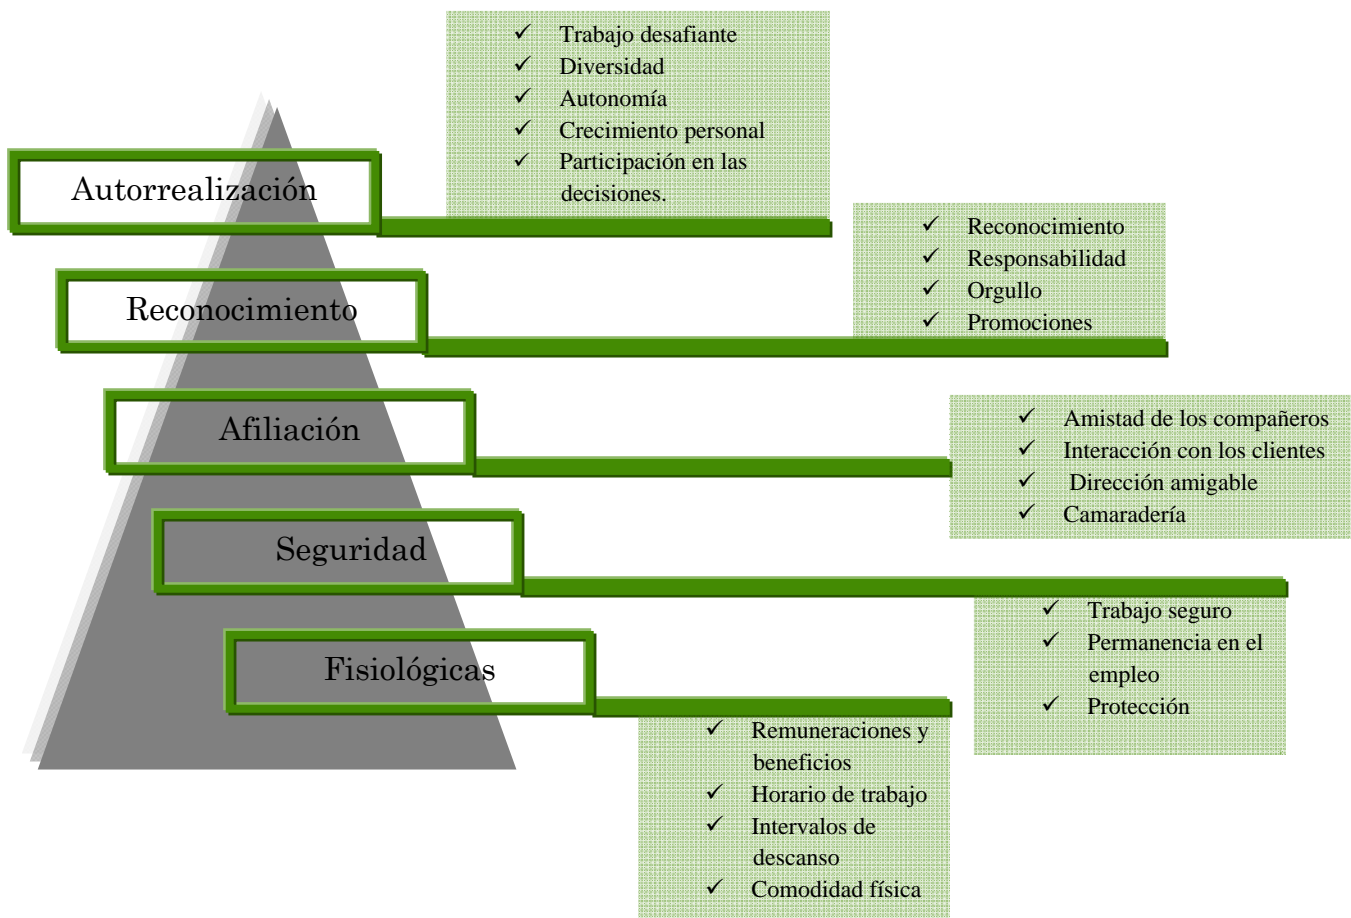 ✓ Trabajo desafiante
✓ Diversidad
✓ Autonomía
✓ Crecimiento personal
✓ Participación en las
decisiones.
Autorrealización
✓ Reconocimiento
✓ Responsabilidad
✓ Orgullo
✓ Promociones
Reconocimiento
✓ Amistad de los compañeros
✓ Interacción con los clientes
✓ Dirección amigable
✓ Camaradería
Afiliación
Seguridad
✓ Trabajo seguro
✓ Permanencia en el
empleo
✓ Protección
Fisiológicas
✓ Remuneraciones y
beneficios
✓ Horario de trabajo
✓ Intervalos de
descanso
✓ Comodidad física